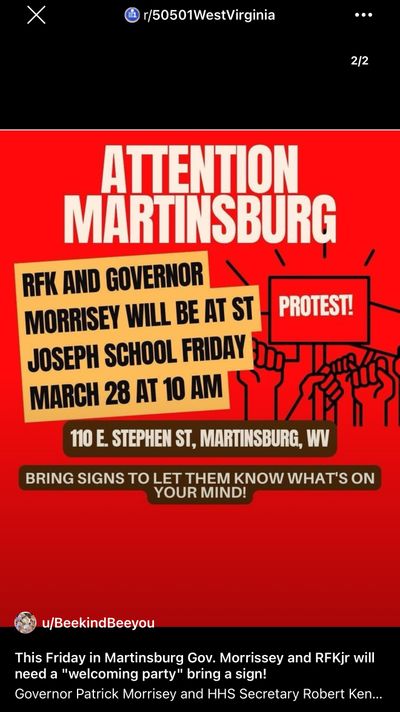 r/50501WestVirginia
2/2
ATTENTION
MARTINSBURG
RFK AND GOVERNOR
MORRISEY WILL BE AT ST
JOSEPH SCHOOL FRIDAY
MARCH 28 AT 10 AM
PROTEST!
110 E. STEPHEN ST, MARTINSBURG, WV
BRING SIGNS TO LET THEM KNOW WHAT'S ON
YOUR MIND!
u/BeekindBeeyou
This Friday in Martinsburg Gov. Morrissey and RFKjr will
need a "welcoming party" bring a sign!
Governor Patrick Morrisey and HHS Secretary Robert Ken...